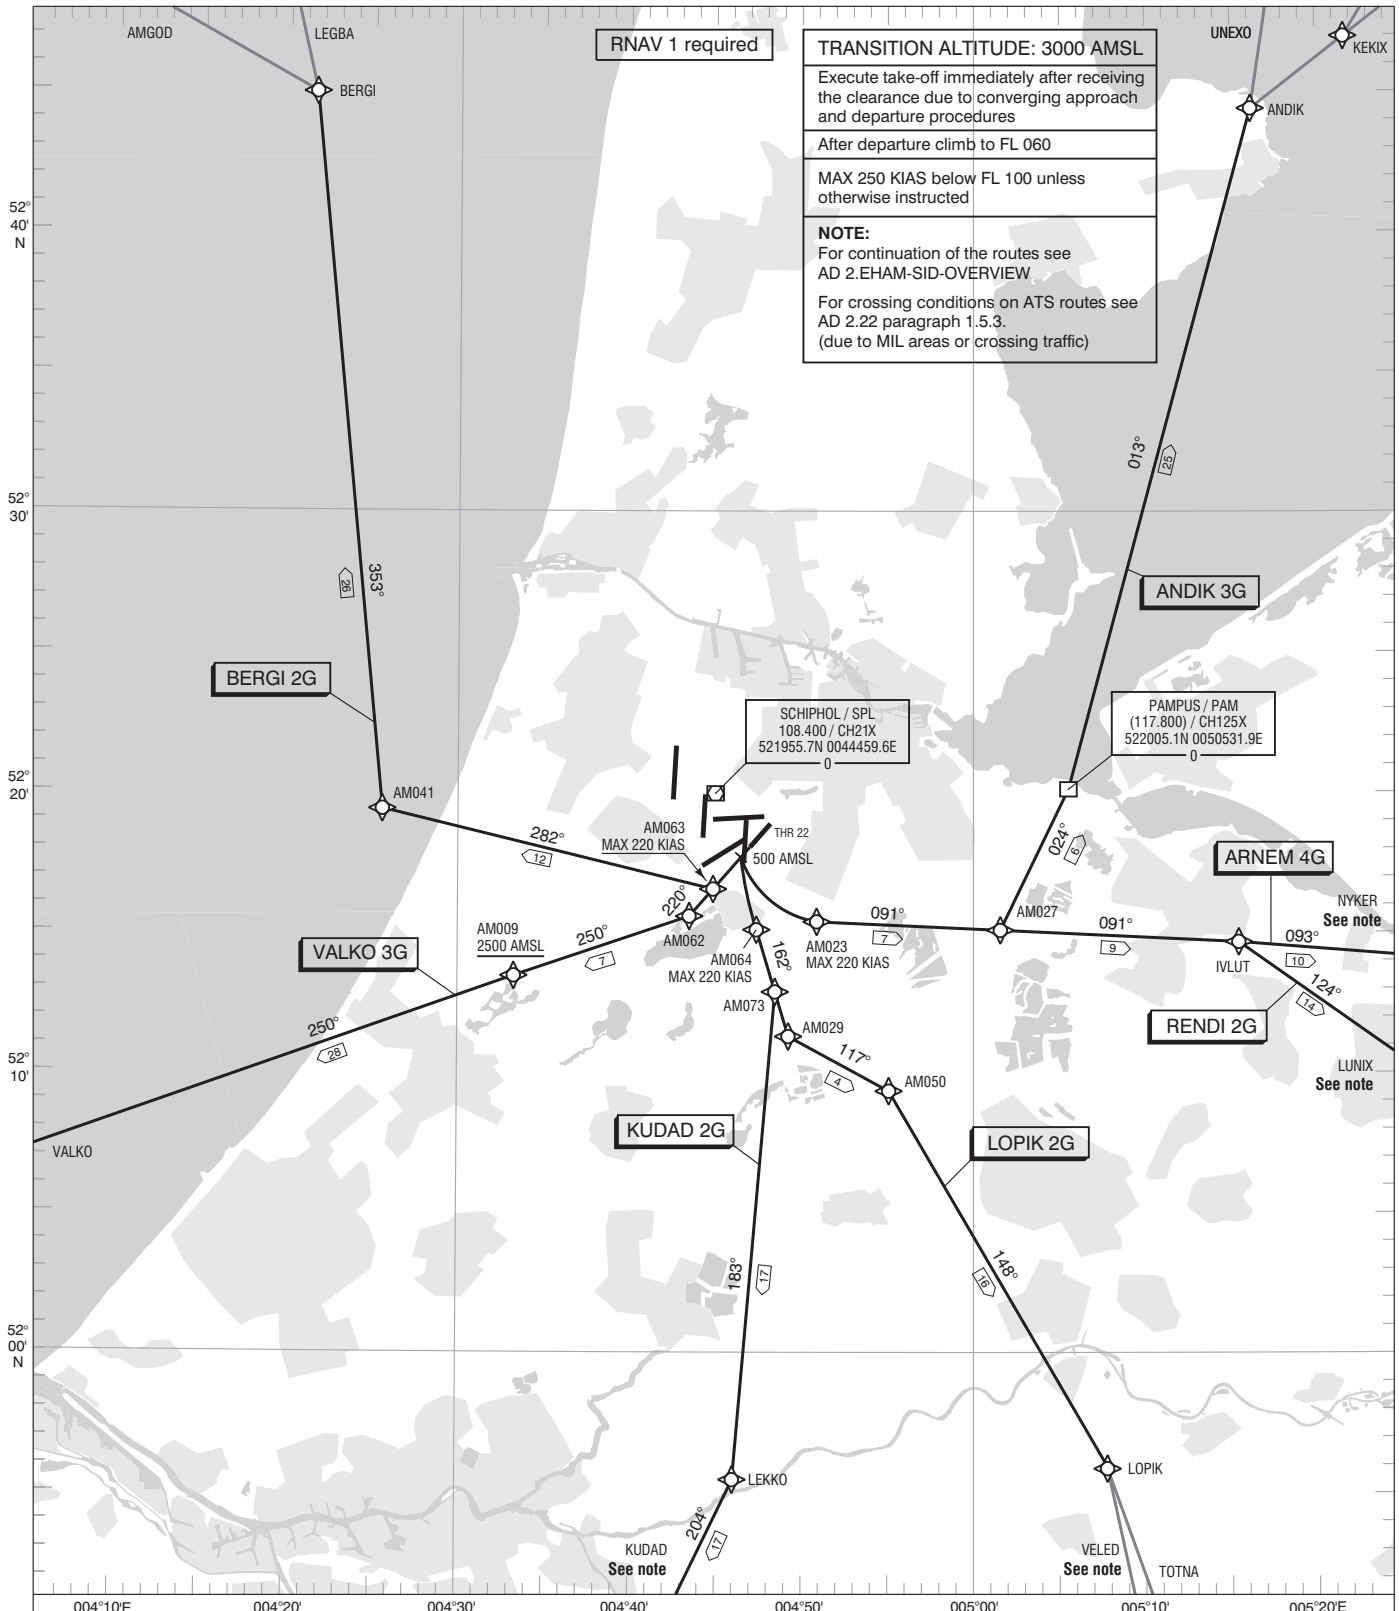 AMGOD
LEGBA
BERGI
RNAV 1 required
TRANSITION ALTITUDE: 3000 AMSL
Execute take-off immediately after receiving
the clearance due to converging approach
and departure procedures
After departure climb to FL 060
MAX 250 KIAS below FL 100 unless
otherwise instructed
NOTE:
For continuation of the routes see
AD 2.EHAM-SID-OVERVIEW
For crossing conditions on ATS routes see
AD 2.22 paragraph 1.5.3.
(due to MIL areas or crossing traffic)
UNEXO
KEKIX
ANDIK
52°
40'
N
013°
25
52°
30'
353°
26
ANDIK 3G
BERGI 2G
SCHIPHOL / SPL
108.400 / CH21X
521955.7N 0044459.6E
0
PAMPUS / PAM
(117.800) / CH125X
522005.1N 0050531.9E
0
52°
20'
AM041
282°
12
AM063
MAX 220 KIAS
THR 22
500 AMSL
024°
6
ARNEM 4G
220°
AM062
AM009
2500 AMSL
250°
7
VALKO 3G
AM064
MAX 220 KIAS
162°
AM023
MAX 220 KIAS
091°
7
AM027
091°
9
IVLUT
NYKER
See note
093°
10
124°
14
RENDI 2G
LUNIX
See note
AM073
AM029
250°
28
52°
10'
117°
4
AM050
VALKO
KUDAD 2G
LOPIK 2G
183°
17
148°
16
52°
00'
N
LEKKO
LOPIK
204°
17
KUDAD
See note
VELED
See note
TOTNA
004°10'E
004°20'
004°30'
004°40'
004°50'
005°00'
005°10'
005°20'E